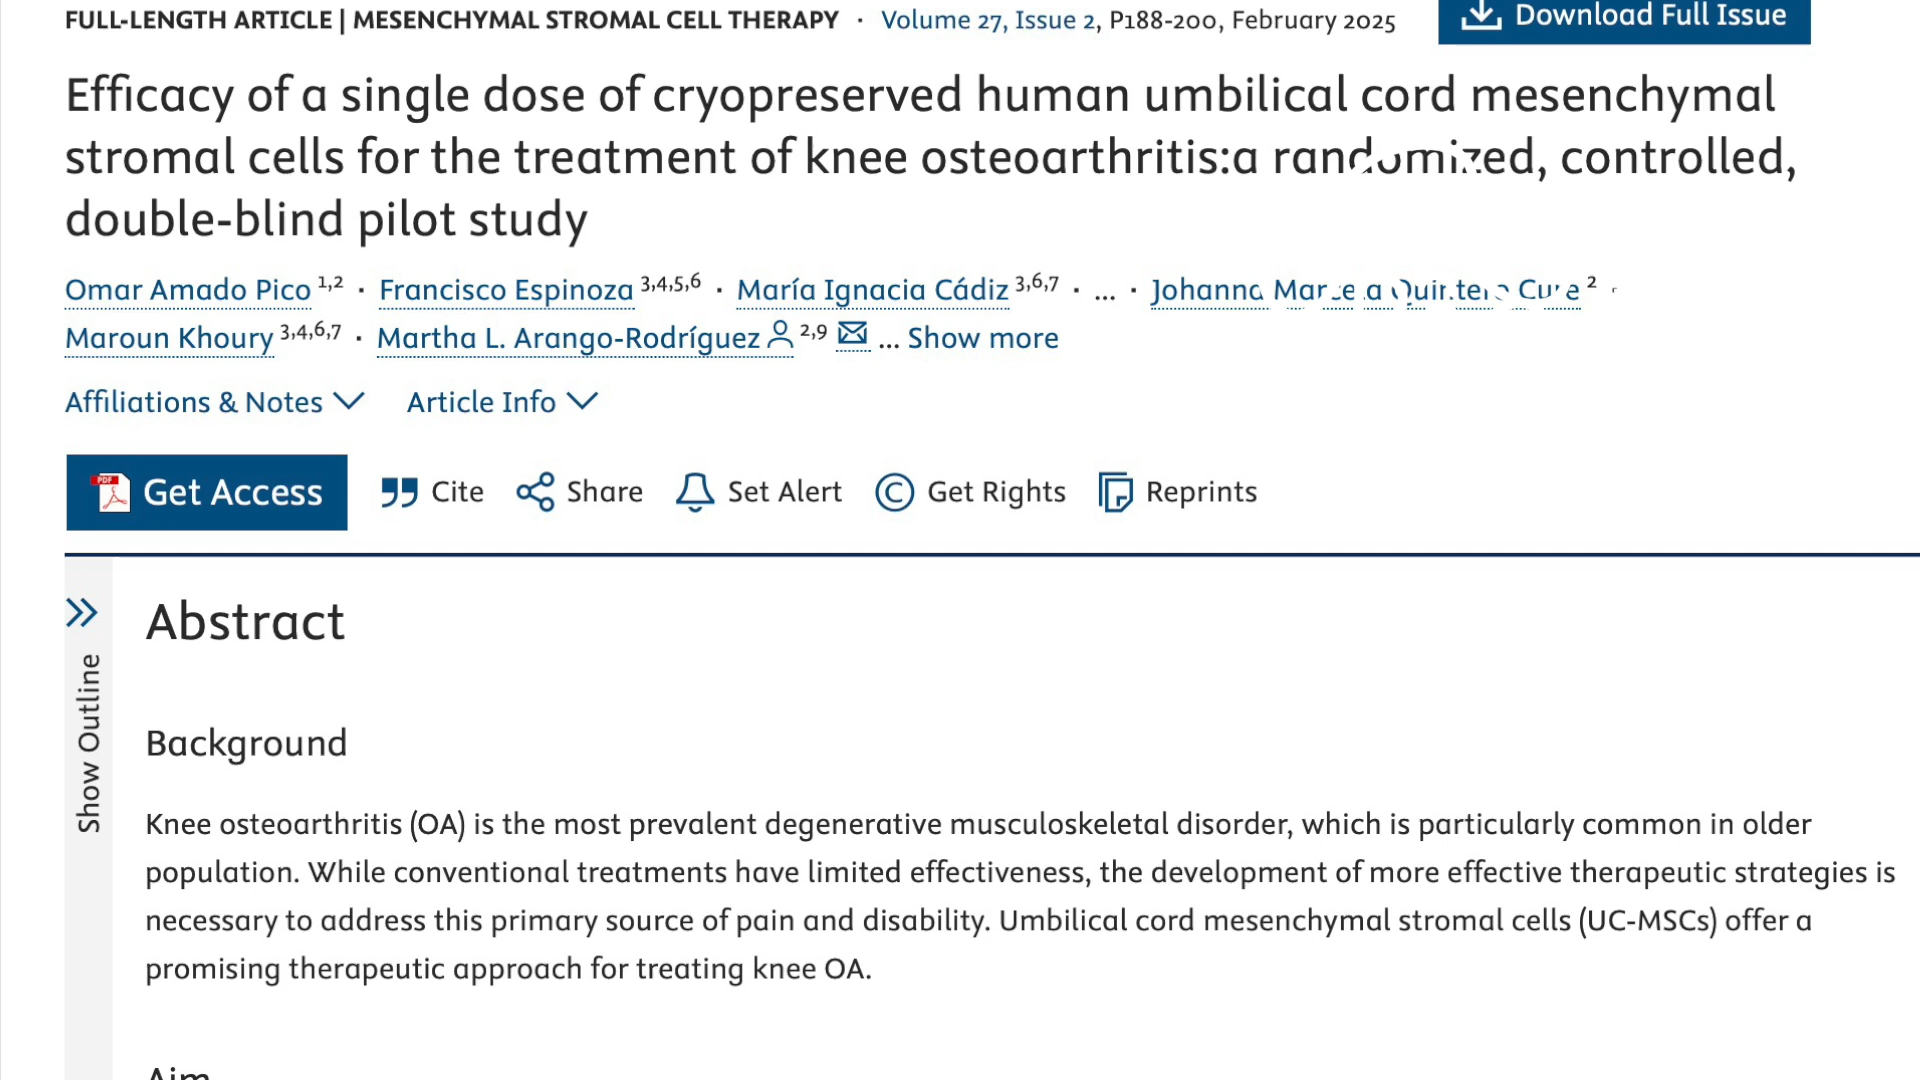 FULL-LENGTH ARTICLE | MESENCHYMAL STROMAL CELL THERAPY · Volume 27, Issue 2, P188-200, February 2025
Download Full Issue
Efficacy of a single dose of cryopreserved human umbilical cord mesenchymal
stromal cells for the treatment of knee osteoarthritis:a randomized, controlled,
double-blind pilot study
Omar Amado Pico 1,2 · Francisco Espinoza 3,4,5,6 · María Ignacia Cádiz 3,6,7 · ... · Johanna Marcela Quintero Cure 2 ·
Maroun Khoury 3,4,6,7 · Martha L. Arango-Rodríguez 2,9 ... Show more
Affiliations & Notes Article Info
PDF Get Access Cite Share Set Alert © Get Rights Reprints
Show Outline
Abstract
Background
Knee osteoarthritis (OA) is the most prevalent degenerative musculoskeletal disorder, which is particularly common in older
population. While conventional treatments have limited effectiveness, the development of more effective therapeutic strategies is
necessary to address this primary source of pain and disability. Umbilical cord mesenchymal stromal cells (UC-MSCs) offer a
promising therapeutic approach for treating knee OA.
Aim